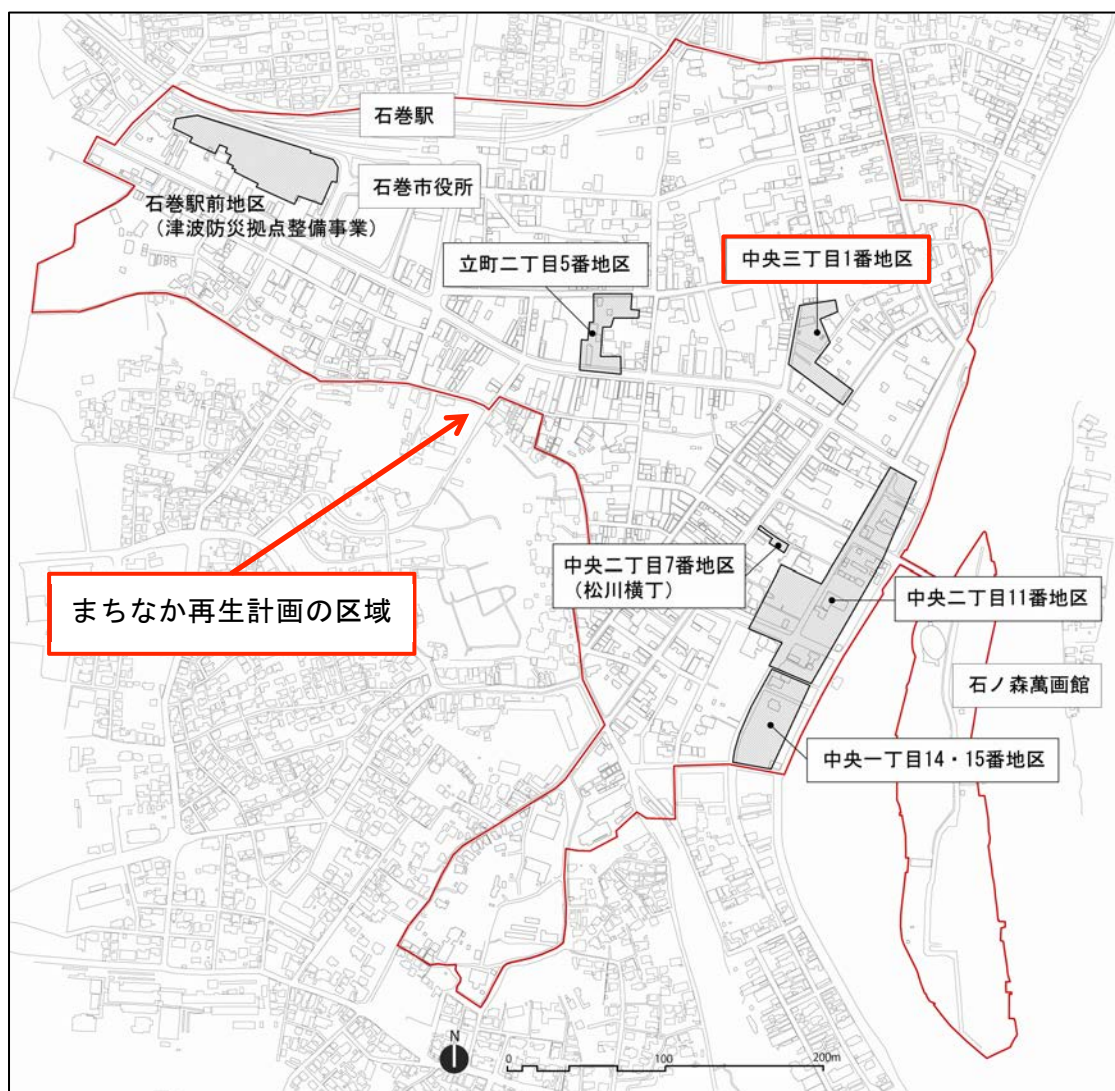 石巻駅
石巻市役所
石巻駅前地区
(津波防災拠点整備事業)
立町二丁目5番地区
中央三丁目1番地区
まちなか再生計画の区域
中央二丁目7番地区
(松川横丁)
中央二丁目11番地区
石ノ森萬画館
中央一丁目14・15番地区
N
0 100 200m